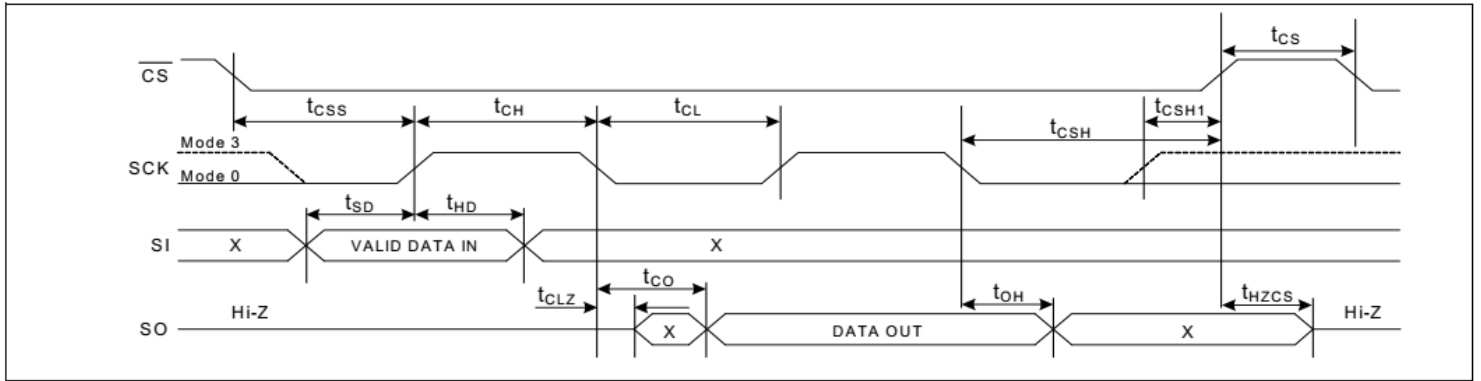 tCS
CS
tCSS tCH tCL tCSH tCSH1
Mode 3
SCK
Mode 0
tSD tHD
SI X VALID DATA IN X
tCLZ tCO tOH tHZCS
Hi-Z Hi-Z
SO X DATA OUT X